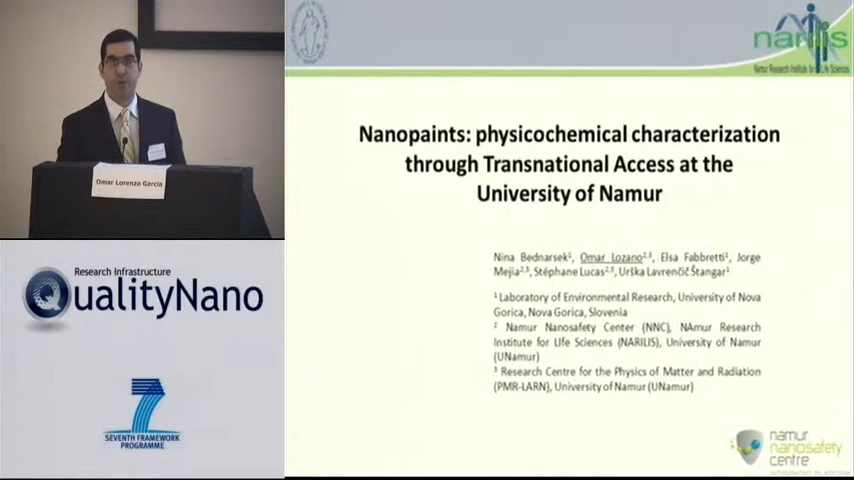 Omar Lorenzo Garcia
Research Infrastructure
QualityNano
7
SEVENTH FRAMEWORK
PROGRAMME
narilis
Namur Research Institute for Life Sciences
Nanopaints: physicochemical characterization
through Transnational Access at the
University of Namur
Nina Bednarsek¹, Omar Lozano²,³, Elsa Fabbretti¹, Jorge
Mejia²,³, Stéphane Lucas²,³, Urška Lavrenčič Štangar¹
¹ Laboratory of Environmental Research, University of Nova
Gorica, Nova Gorica, Slovenia
² Namur Nanosafety Center (NNC), NAmur Research
Institute for LIfe Sciences (NARILIS), University of Namur
(UNamur)
³ Research Centre for the Physics of Matter and Radiation
(PMR-LARN), University of Namur (UNamur)
namur
nanosafety
centre
INTEGRATED PLATFORM